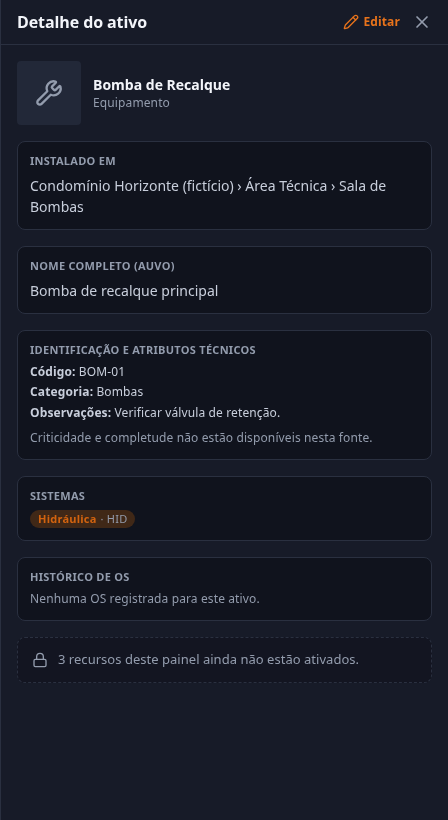 Detalhe do ativo
Editar
Bomba de Recalque
Equipamento
INSTALADO EM
Condomínio Horizonte (fictício) › Área Técnica › Sala de
Bombas
NOME COMPLETO (AUVO)
Bomba de recalque principal
IDENTIFICAÇÃO E ATRIBUTOS TÉCNICOS
Código: BOM-01
Categoria: Bombas
Observações: Verificar válvula de retenção.
Criticidade e completude não estão disponíveis nesta fonte.
SISTEMAS
Hidráulica · HID
HISTÓRICO DE OS
Nenhuma OS registrada para este ativo.
3 recursos deste painel ainda não estão ativados.